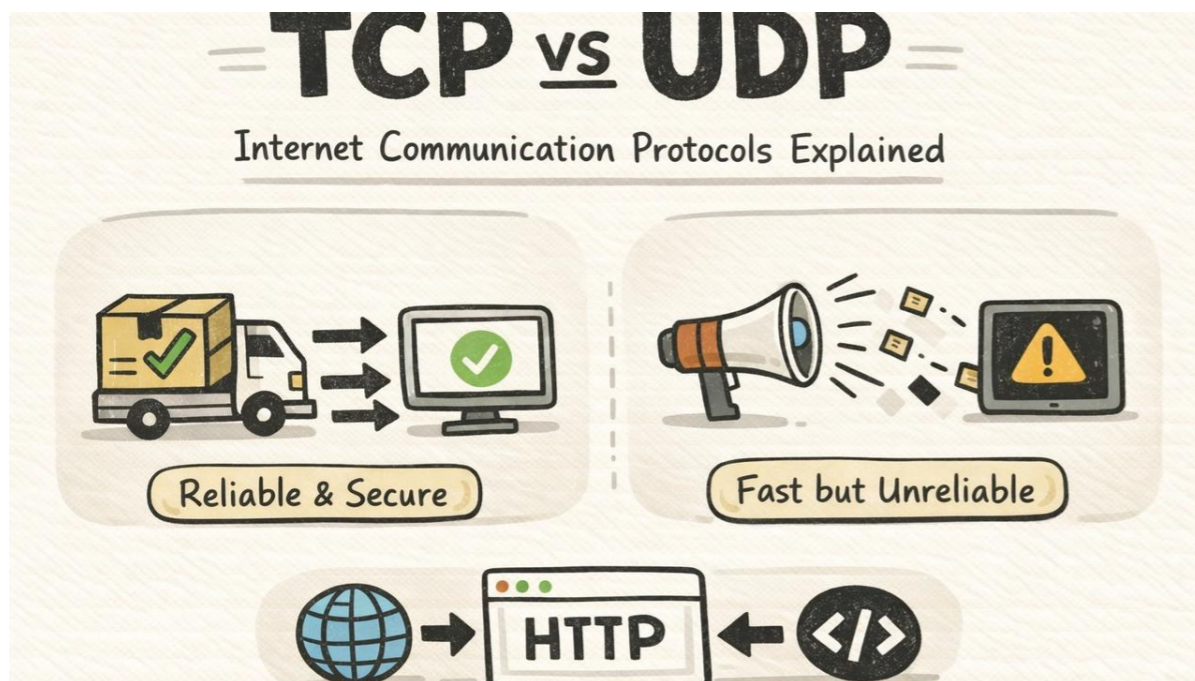 TCP vs UDP
Internet Communication Protocols Explained
Reliable & Secure
Fast but Unreliable
HTTP
</>